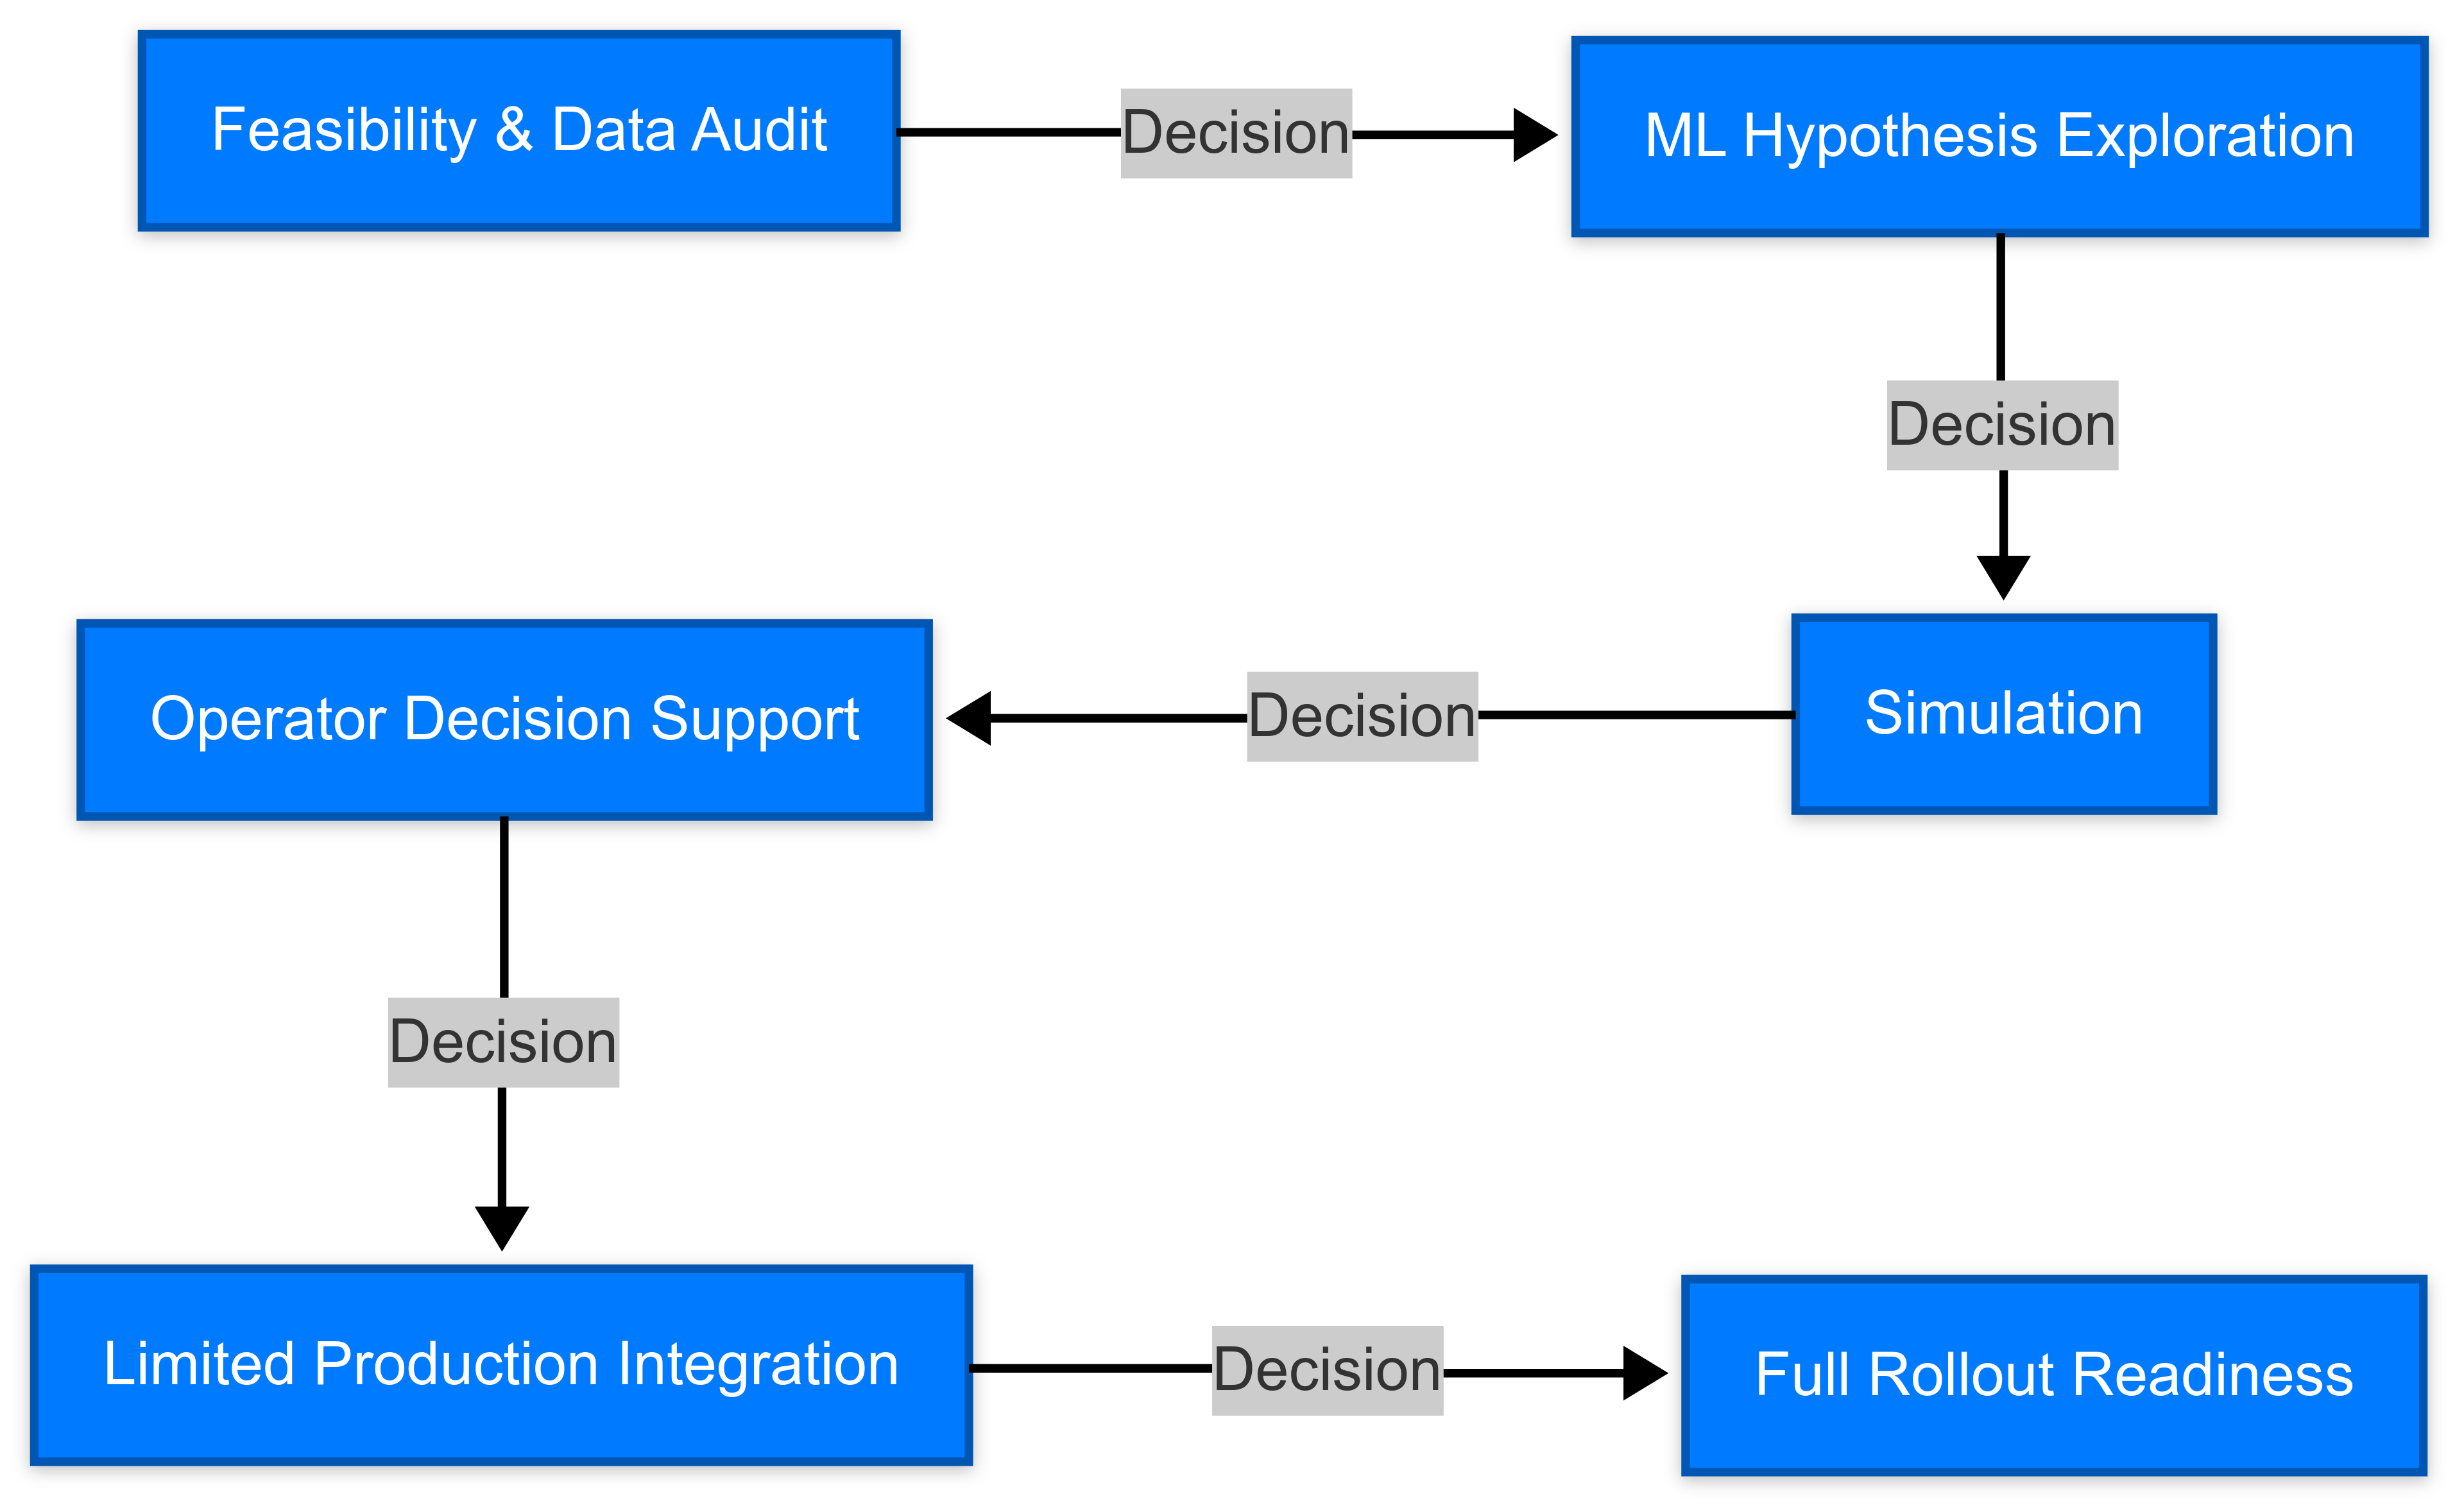 Feasibility & Data Audit
Decision
ML Hypothesis Exploration
Decision
Simulation
Decision
Operator Decision Support
Decision
Limited Production Integration
Decision
Full Rollout Readiness